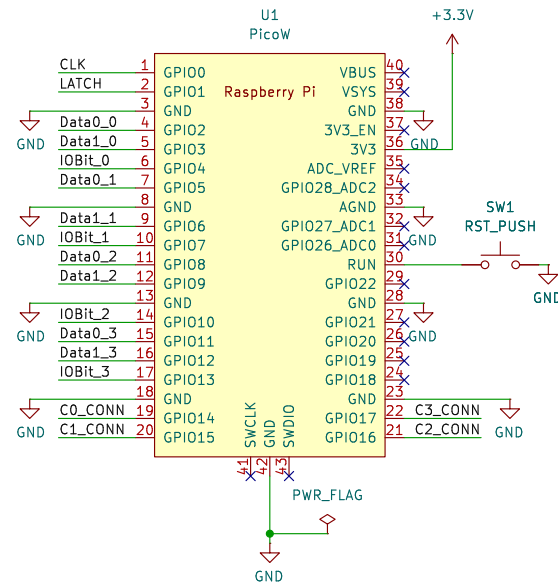 U1
PicoW
+3.3V
CLK 1 GPIO0 VBUS 40
LATCH 2 GPIO1 Raspberry Pi VSYS 39
3 GND GND 38
GND GND
Data0_0 4 GPIO2 3V3_EN 37
Data1_0 5 GPIO3 3V3 36
IOBit_0 6 GPIO4 ADC_VREF 35
Data0_1 7 GPIO5 GPIO28_ADC2 34
8 GND AGND 33
GND GND
Data1_1 9 GPIO6 GPIO27_ADC1 32
IOBit_1 10 GPIO7 GPIO26_ADC0 31
SW1
RST_PUSH
Data0_2 11 GPIO8 RUN 30
Data1_2 12 GPIO9 GPIO22 29
13 GND GND 28
GND
GND GND
IOBit_2 14 GPIO10 GPIO21 27
Data0_3 15 GPIO11 GPIO20 26
Data1_3 16 GPIO12 GPIO19 25
IOBit_3 17 GPIO13 GPIO18 24
18 GND GND 23
GND GND
C0_CONN 19 GPIO14 GPIO17 22 C3_CONN
C1_CONN 20 GPIO15 GPIO16 21 C2_CONN
SWCLK GND SWDIO
41 42 43
PWR_FLAG
GND